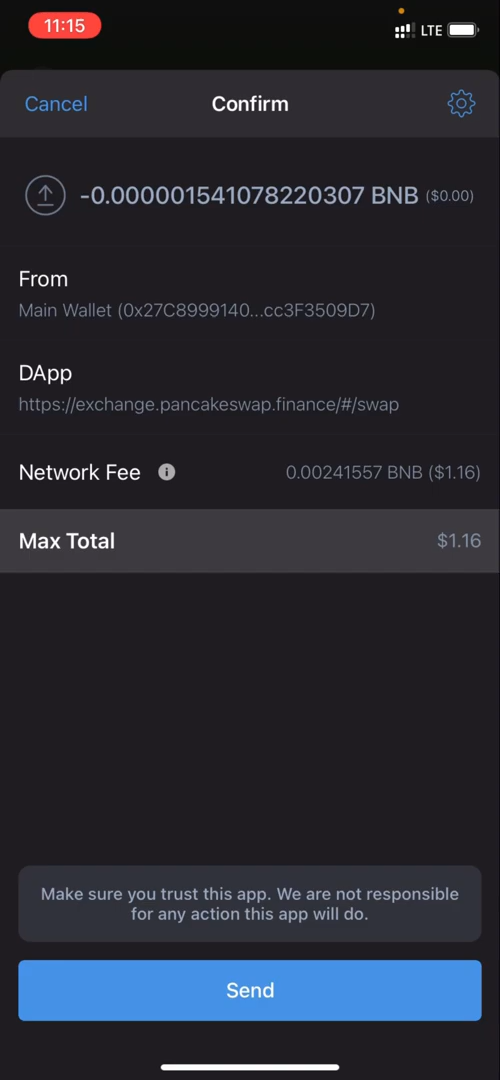 11:15
LTE
Cancel
Confirm
-0.000001541078220307 BNB ($0.00)
From
Main Wallet (0x27C8999140...cc3F3509D7)
DApp
https://exchange.pancakeswap.finance/#/swap
Network Fee
0.00241557 BNB ($1.16)
Max Total
$1.16
Make sure you trust this app. We are not responsible
for any action this app will do.
Send